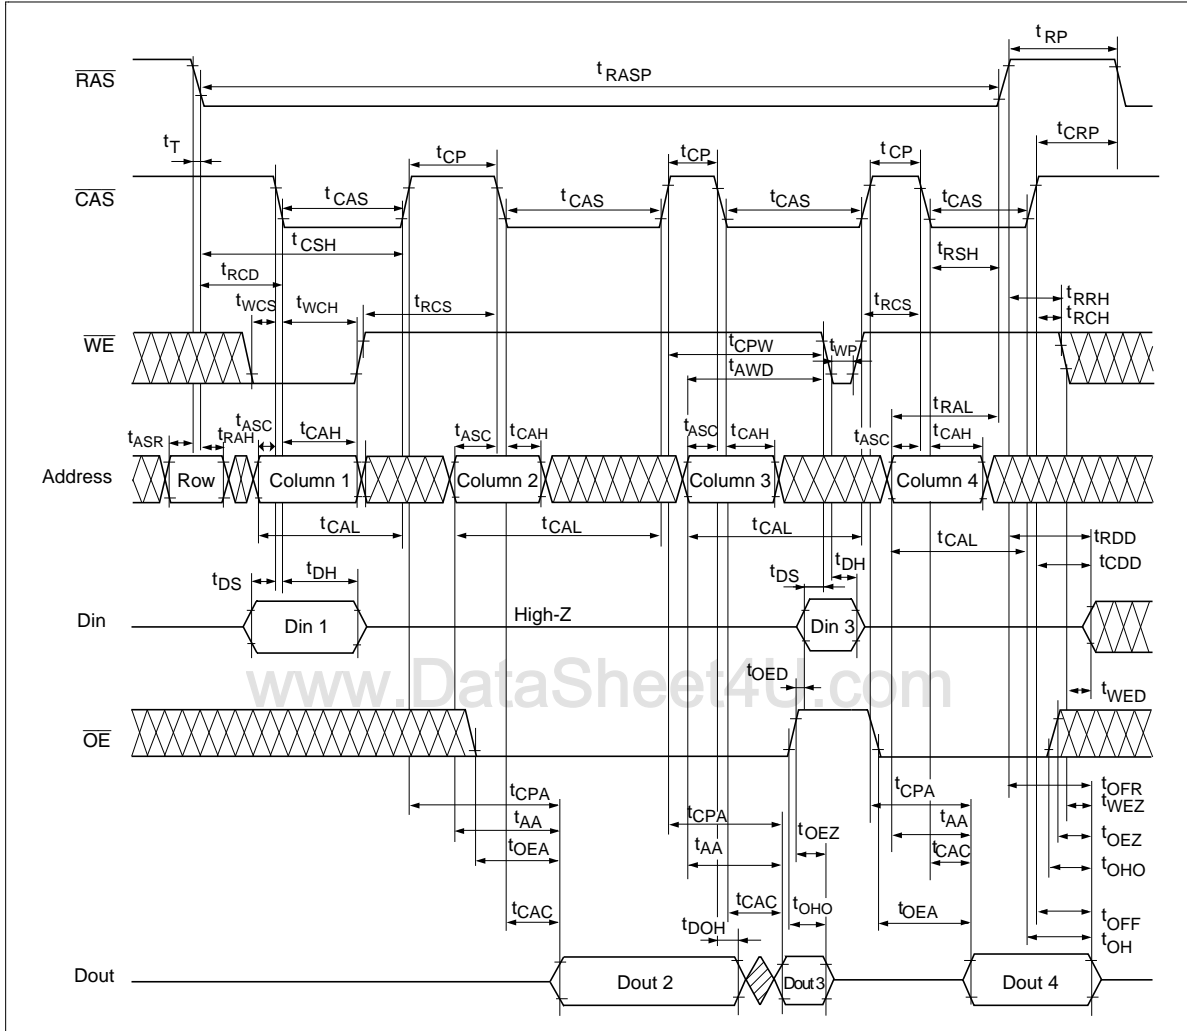 tRP
RAS
tRASP
tT
tCRP
tCP tCP tCP
CAS
tCAS tCAS tCAS tCAS
tCSH
tRSH
tRCD
tWCS tWCH tRCS tRCS tRRH
tRCH
WE
tCPW tWP
tAWD
tRAL
tASR tRAH tASC tCAH tASC tCAH tASC tCAH tASC tCAH
Address Row Column 1 Column 2 Column 3 Column 4
tCAL tCAL tCAL tCAL tRDD
tCDD
tDS tDH tDS tDH
Din Din 1 High-Z Din 3
www.DataSheet4U.com
tOED tWED
OE
tCPA tCPA tCPA tOFR
tWEZ
tAA tAA tOEZ tAA tOEZ
tOEA tCAC tOHO
tCAC tDOH tCAC tOHO tOEA tOFF
tOH
Dout Dout 2 Dout 3 Dout 4